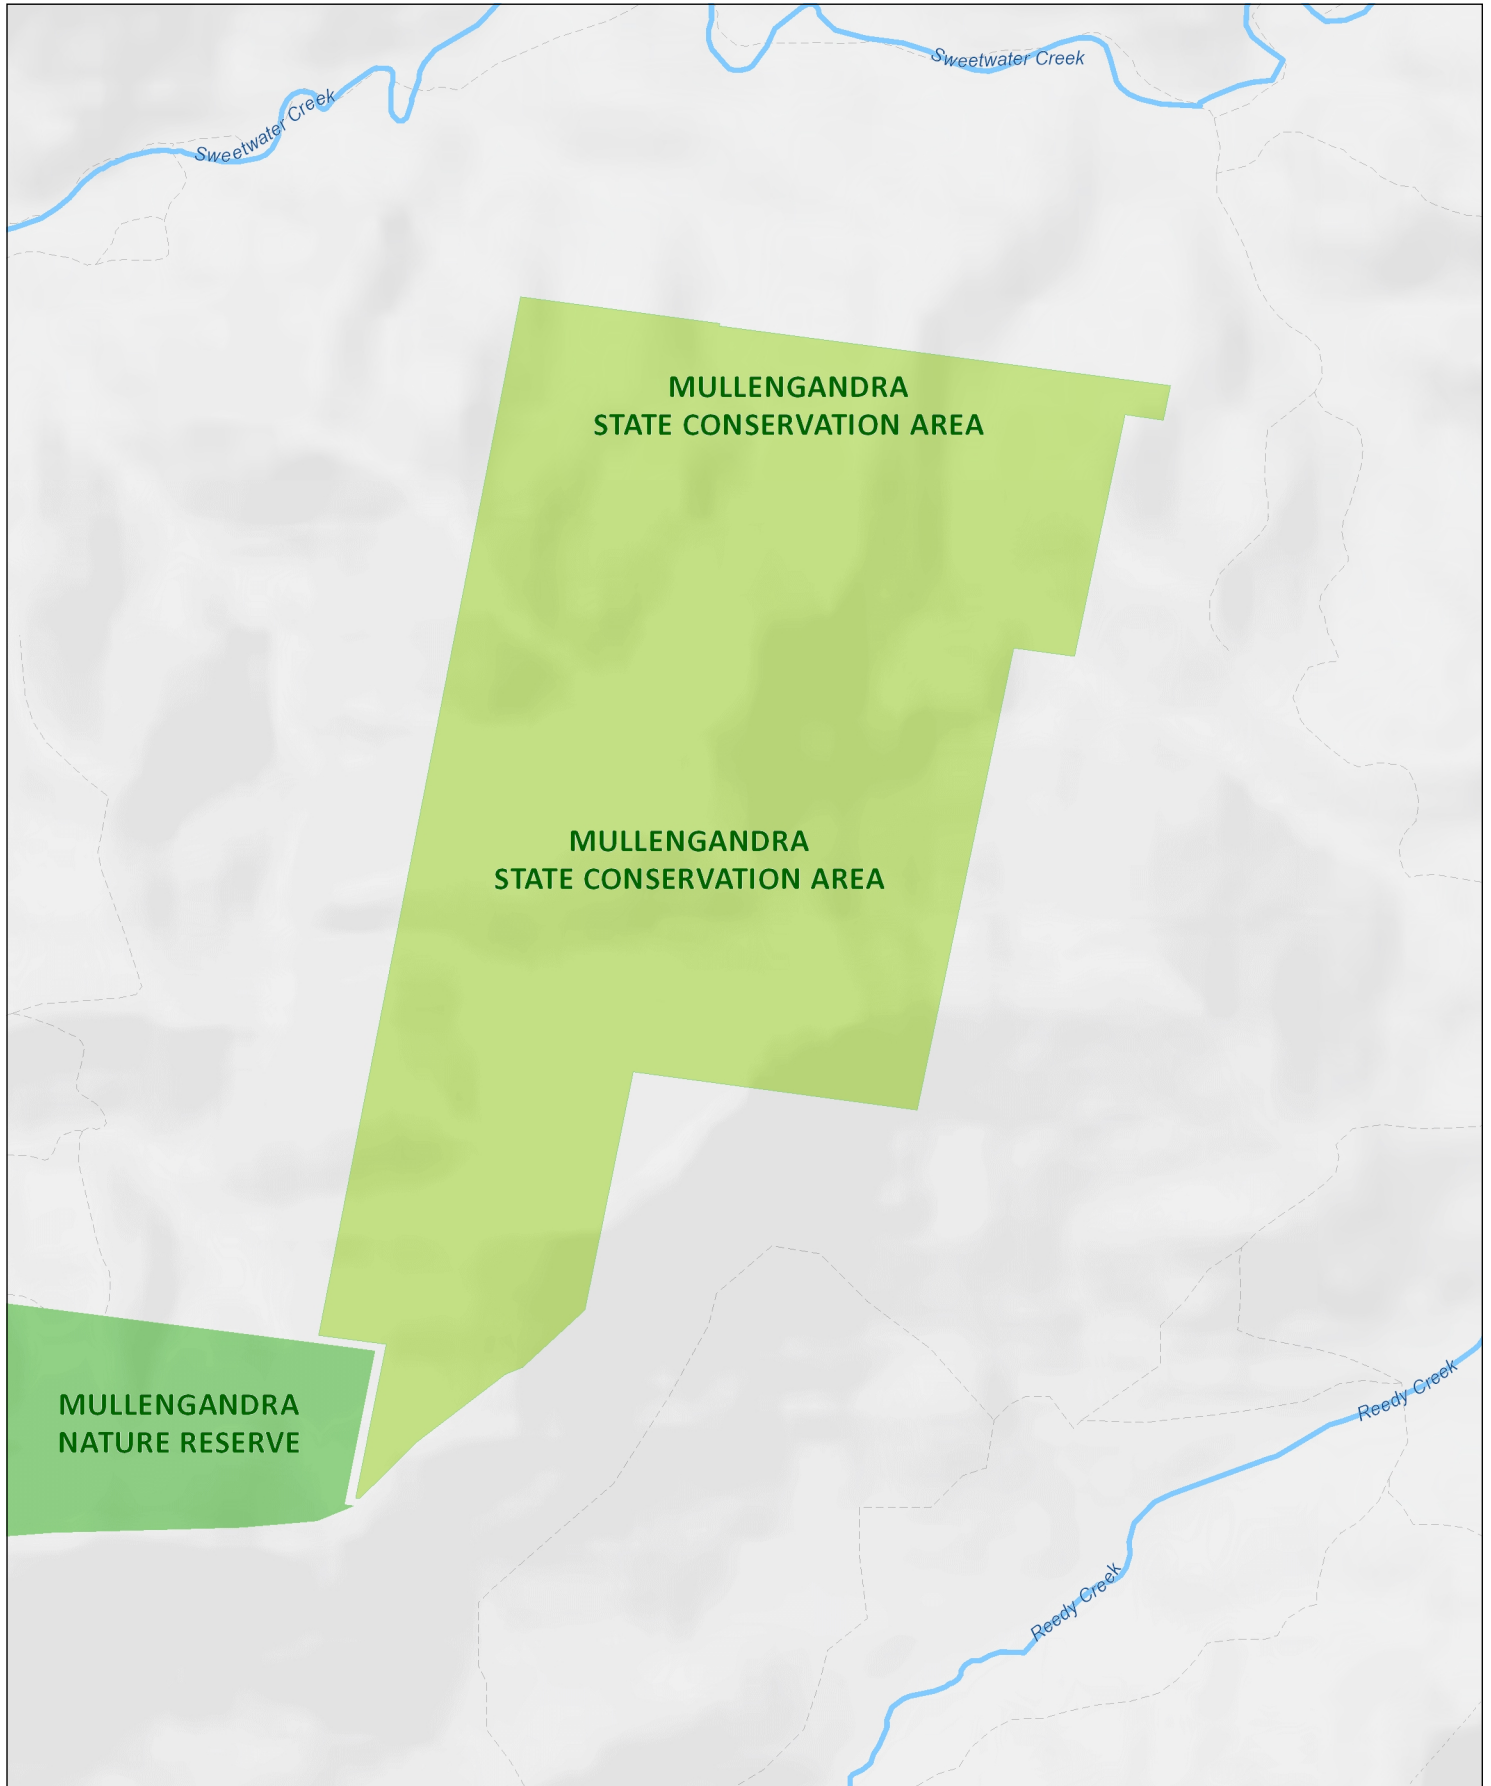 Sweetwater Creek
Sweetwater Creek
MULLENGANDRA
STATE CONSERVATION AREA
MULLENGANDRA
STATE CONSERVATION AREA
MULLENGANDRA
NATURE RESERVE
Reedy Creek
Reedy Creek